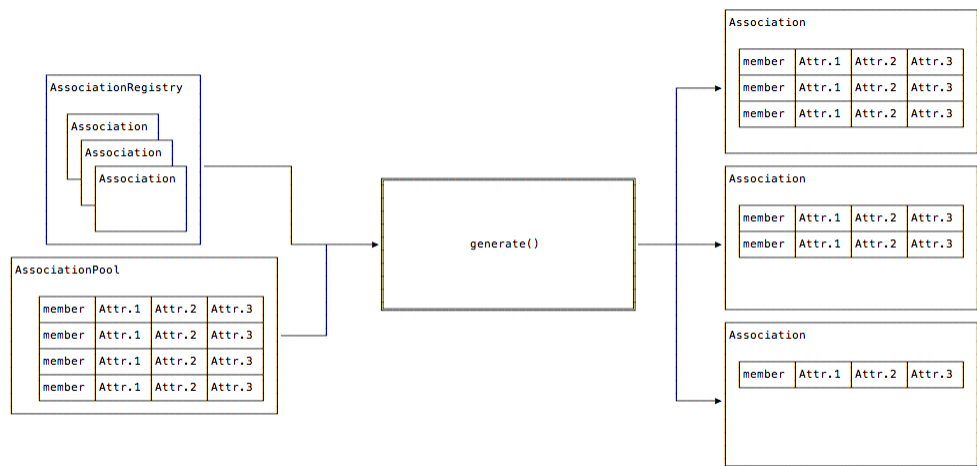 AssociationRegistry
Association
Association
Association
AssociationPool
member Attr.1 Attr.2 Attr.3
member Attr.1 Attr.2 Attr.3
member Attr.1 Attr.2 Attr.3
member Attr.1 Attr.2 Attr.3
generate()
Association
member Attr.1 Attr.2 Attr.3
member Attr.1 Attr.2 Attr.3
member Attr.1 Attr.2 Attr.3
Association
member Attr.1 Attr.2 Attr.3
member Attr.1 Attr.2 Attr.3
Association
member Attr.1 Attr.2 Attr.3